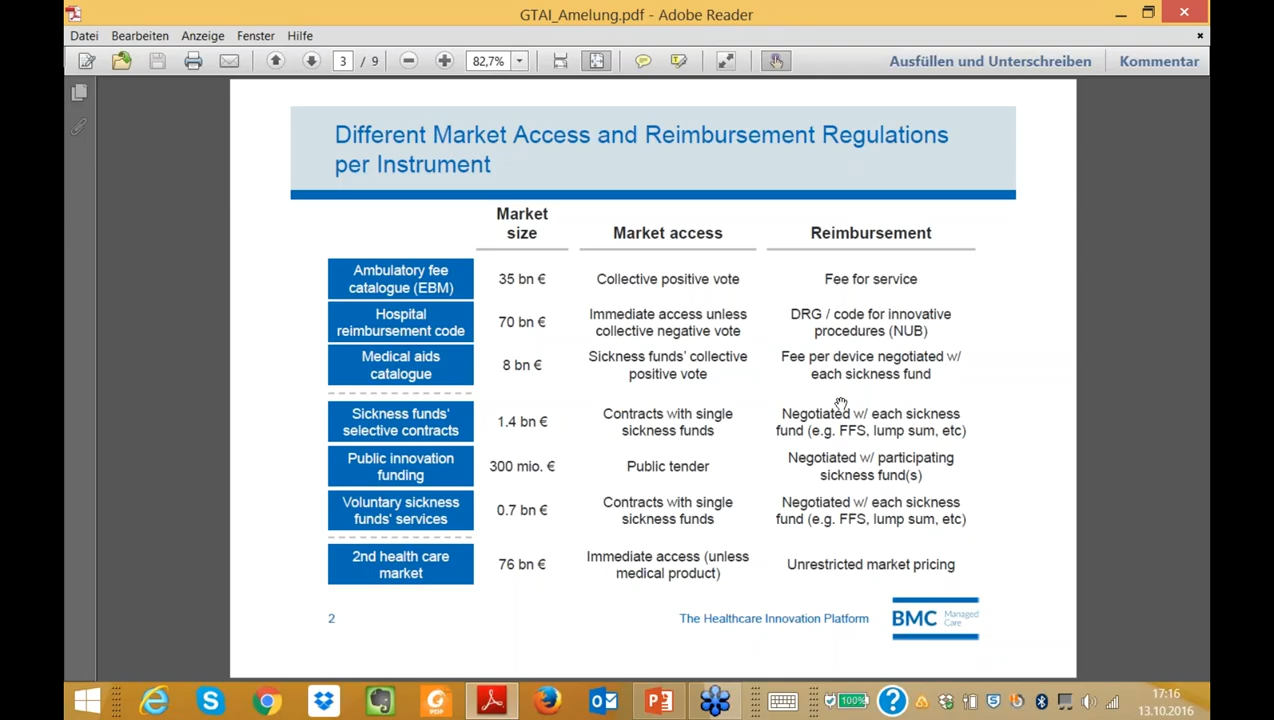 GTAI_Amelung.pdf - Adobe Reader
Datei Bearbeiten Anzeige Fenster Hilfe
3 / 9 82,7% Ausfüllen und Unterschreiben Kommentar
Different Market Access and Reimbursement Regulations
per Instrument
Market
size Market access Reimbursement
Ambulatory fee
catalogue (EBM)
35 bn €
Collective positive vote
Fee for service
Hospital
reimbursement code
70 bn €
Immediate access unless
collective negative vote
DRG / code for innovative
procedures (NUB)
Medical aids
catalogue
8 bn €
Sickness funds' collective
positive vote
Fee per device negotiated w/
each sickness fund
Sickness funds'
selective contracts
1.4 bn €
Contracts with single
sickness funds
Negotiated w/ each sickness
fund (e.g. FFS, lump sum, etc)
Public innovation
funding
300 mio. €
Public tender
Negotiated w/ participating
sickness fund(s)
Voluntary sickness
funds' services
0.7 bn €
Contracts with single
sickness funds
Negotiated w/ each sickness
fund (e.g. FFS, lump sum, etc)
2nd health care
market
76 bn €
Immediate access (unless
medical product)
Unrestricted market pricing
2
The Healthcare Innovation Platform
BMC Managed
Care
100%
17:16
13.10.2016